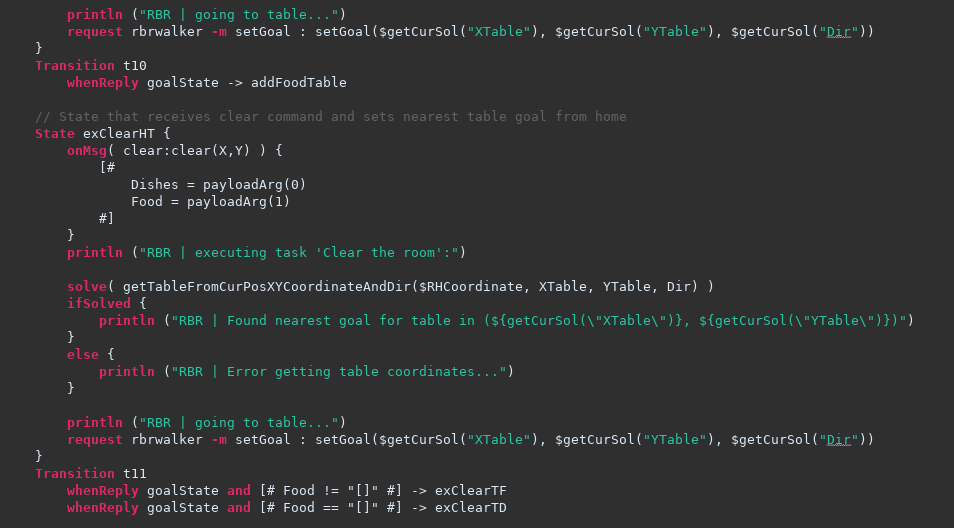 println ("RBR | going to table...")
request rbrwalker -m setGoal : setGoal($getCurSol("XTable"), $getCurSol("YTable"), $getCurSol("Dir"))
}
Transition t10
whenReply goalState -> addFoodTable
// State that receives clear command and sets nearest table goal from home
State exClearHT {
onMsg( clear:clear(X,Y) ) {
[#
Dishes = payloadArg(0)
Food = payloadArg(1)
#]
}
println ("RBR | executing task 'Clear the room':")
solve( getTableFromCurPosXYCoordinateAndDir($RHCoordinate, XTable, YTable, Dir) )
ifSolved {
println ("RBR | Found nearest goal for table in (${getCurSol(\"XTable\")}, ${getCurSol(\"YTable\")})")
}
else {
println ("RBR | Error getting table coordinates...")
}
println ("RBR | going to table...")
request rbrwalker -m setGoal : setGoal($getCurSol("XTable"), $getCurSol("YTable"), $getCurSol("Dir"))
}
Transition t11
whenReply goalState and [# Food != "[]" #] -> exClearTF
whenReply goalState and [# Food == "[]" #] -> exClearTD